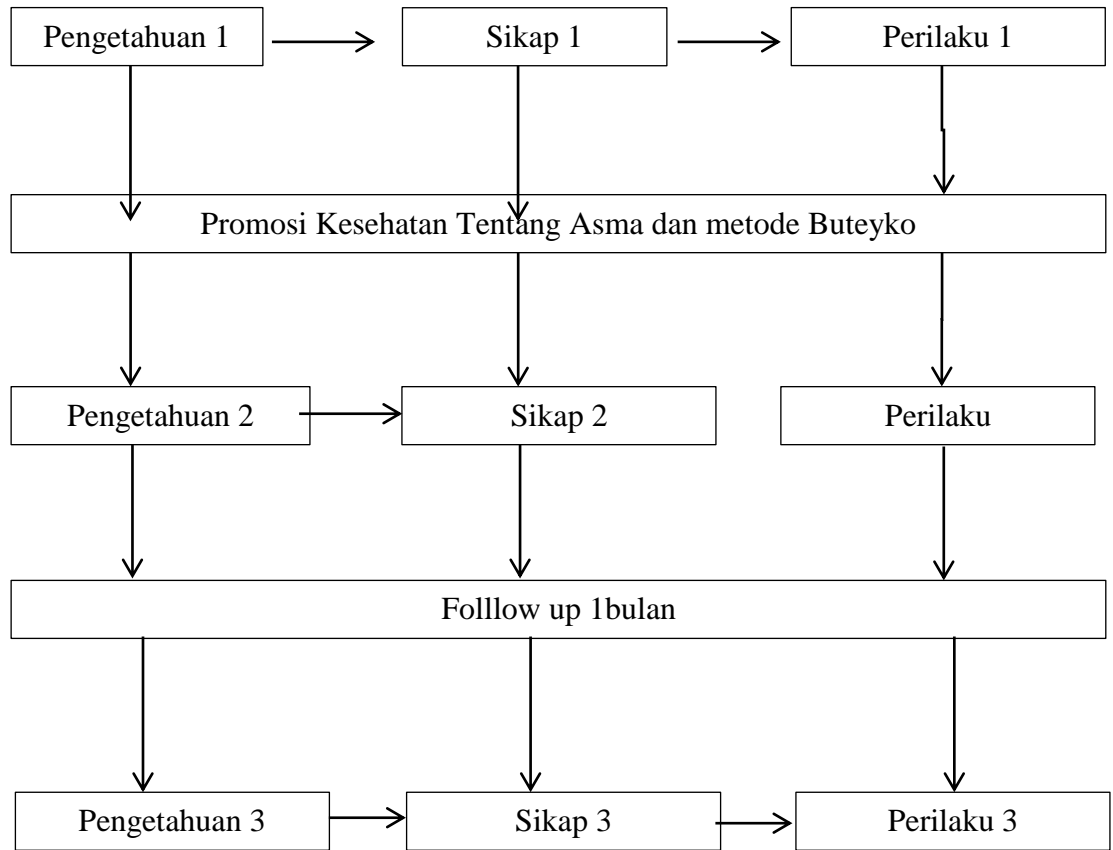 Pengetahuan 1
Sikap 1
Perilaku 1
Promosi Kesehatan Tentang Asma dan metode Buteyko
Pengetahuan 2
Sikap 2
Perilaku
Folllow up 1bulan
Pengetahuan 3
Sikap 3
Perilaku 3